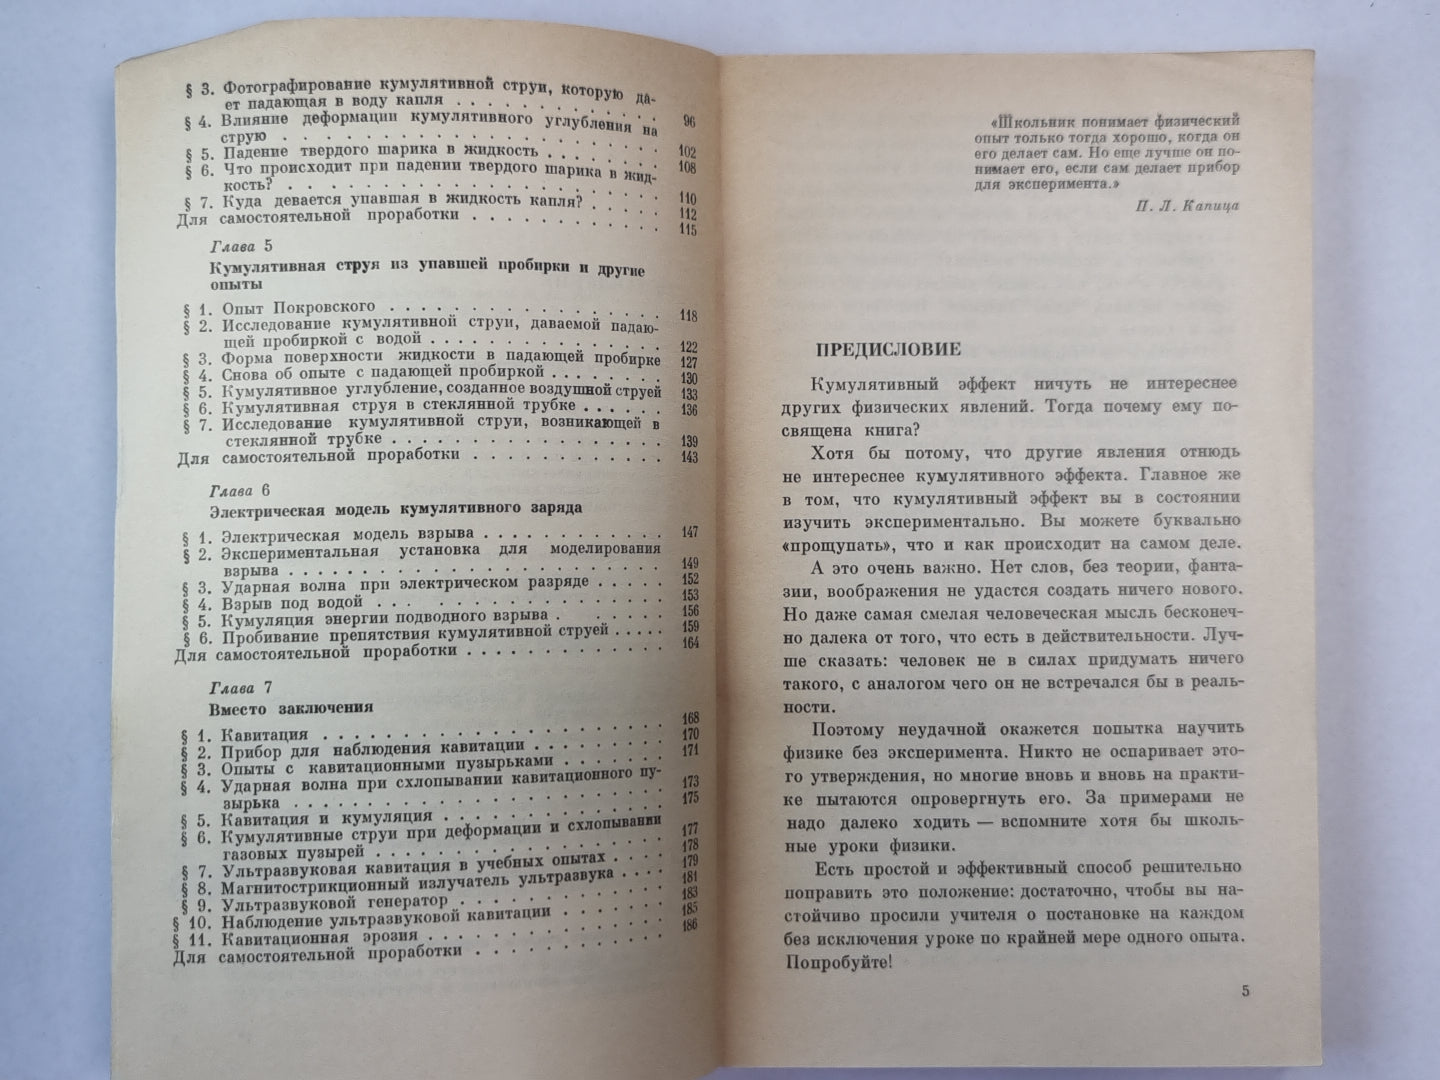 § 3. Фотографирование кумулятивной струи, которую да-
ет падающая в воду капля . . . . . . . . . . . . 96
§ 4. Влияние деформации кумулятивного углубления на
струю . . . . . . . . . . . . . . . . . . . . 102
§ 5. Падение твердого шарика в жидкость . . . . . . . 108
§ 6. Что происходит при падении твердого шарика в жид-
кость? . . . . . . . . . . . . . . . . . . . . 110
§ 7. Куда девается упавшая в жидкость капля? . . . . . 112
Для самостоятельной проработки . . . . . . . . . . . . 115
Глава 5
Кумулятивная струя из упавшей пробирки и другие
опыты
§ 1. Опыт Покровского . . . . . . . . . . . . . . . 118
§ 2. Исследование кумулятивной струи, даваемой падаю-
щей пробиркой с водой . . . . . . . . . . . . . 122
§ 3. Форма поверхности жидкости в падающей пробирке 127
§ 4. Снова об опыте с падающей пробиркой . . . . . . . 130
§ 5. Кумулятивное углубление, созданное воздушной струей 133
§ 6. Кумулятивная струя в стеклянной трубке . . . . . . 136
§ 7. Исследование кумулятивной струи, возникающей в
стеклянной трубке . . . . . . . . . . . . . . . 139
Для самостоятельной проработки . . . . . . . . . . . . 143
Глава 6
Электрическая модель кумулятивного заряда
§ 1. Электрическая модель взрыва . . . . . . . . . . . 147
§ 2. Экспериментальная установка для моделирования
взрыва . . . . . . . . . . . . . . . . . . . . 149
§ 3. Ударная волна при электрическом разряде . . . . . 152
§ 4. Взрыв под водой . . . . . . . . . . . . . . . . 153
§ 5. Кумуляция энергии подводного взрыва . . . . . . . 156
§ 6. Пробивание препятствия кумулятивной струей . . . . . 159
Для самостоятельной проработки . . . . . . . . . . . . 164
Глава 7
Вместо заключения
§ 1. Кавитация . . . . . . . . . . . . . . . . . . 168
§ 2. Прибор для наблюдения кавитации . . . . . . . . 170
§ 3. Опыты с кавитационными пузырьками . . . . . . . 171
§ 4. Ударная волна при схлопывании кавитационного пу-
зырька . . . . . . . . . . . . . . . . . . . . 173
§ 5. Кавитация и кумуляция . . . . . . . . . . . . . 175
§ 6. Кумулятивные струи при деформации и схлопывании
газовых пузырей . . . . . . . . . . . . . . . . 177
§ 7. Ультразвуковая кавитация в учебных опытах . . . . 178
§ 8. Магнитострикционный излучатель ультразвука . . . . 179
§ 9. Ультразвуковой генератор . . . . . . . . . . . . 181
§ 10. Наблюдение ультразвуковой кавитации . . . . . . . 183
§ 11. Кавитационная эрозия . . . . . . . . . . . . . 185
Для самостоятельной проработки . . . . . . . . . . . . 186
«Школьник понимает физический
опыт только тогда хорошо, когда он
его делает сам. Но еще лучше он по-
нимает его, если сам делает прибор
для эксперимента.»
П. Л. Капица
ПРЕДИСЛОВИЕ
Кумулятивный эффект ничуть не интереснее
других физических явлений. Тогда почему ему по-
священа книга?
Хотя бы потому, что другие явления отнюдь
не интереснее кумулятивного эффекта. Главное же
в том, что кумулятивный эффект вы в состоянии
изучить экспериментально. Вы можете буквально
«прощупать», что и как происходит на самом деле.
А это очень важно. Нет слов, без теории, фанта-
зии, воображения не удастся создать ничего нового.
Но даже самая смелая человеческая мысль бесконеч-
но далека от того, что есть в действительности. Луч-
ше сказать: человек не в силах придумать ничего
такого, с аналогом чего он не встречался бы в реаль-
ности.
Поэтому неудачной окажется попытка научить
физике без эксперимента. Никто не оспаривает это-
го утверждения, но многие вновь и вновь на практи-
ке пытаются опровергнуть его. За примерами не
надо далеко ходить — вспомните хотя бы школь-
ные уроки физики.
Есть простой и эффективный способ решительно
поправить это положение: достаточно, чтобы вы на-
стойчиво просили учителя о постановке на каждом
без исключения уроке по крайней мере одного опыта.
Попробуйте!
5